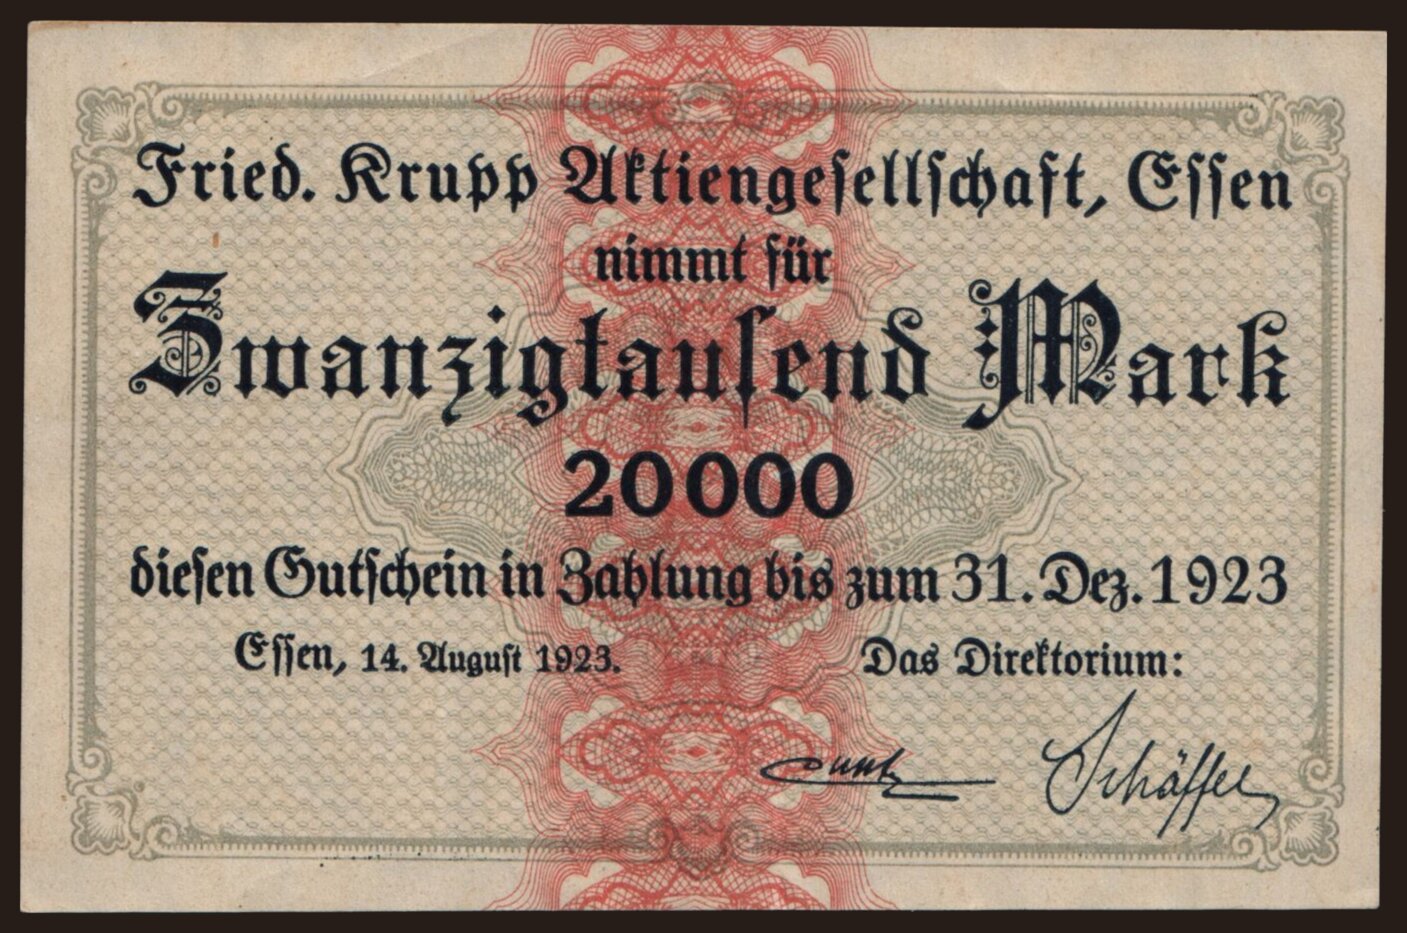 Fried. Krupp Aktiengesellschaft, Essen
nimmt für
Zwanzigtausend Mark
20000
diesen Gutschein in Zahlung bis zum 31. Dez. 1923
Essen, 14. August 1923.
Das Direktorium:
Schäffer